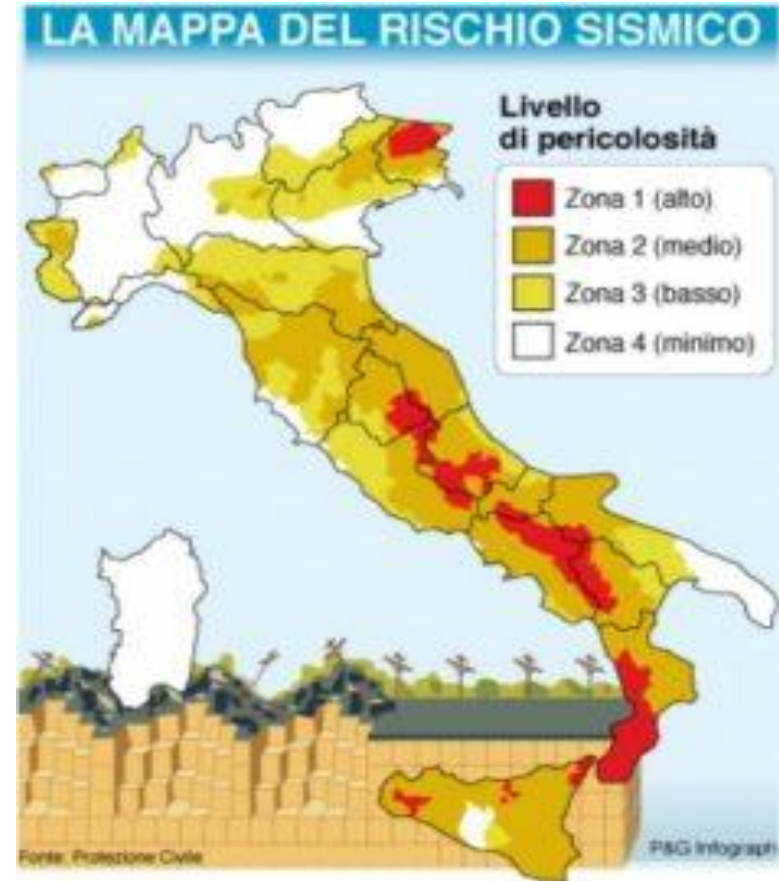 LA MAPPA DEL RISCHIO SISMICO
Livello
di pericolosità
Zona 1 (alto)
Zona 2 (medio)
Zona 3 (basso)
Zona 4 (minimo)
Fonte: Protezione Civile
P&G Infograph